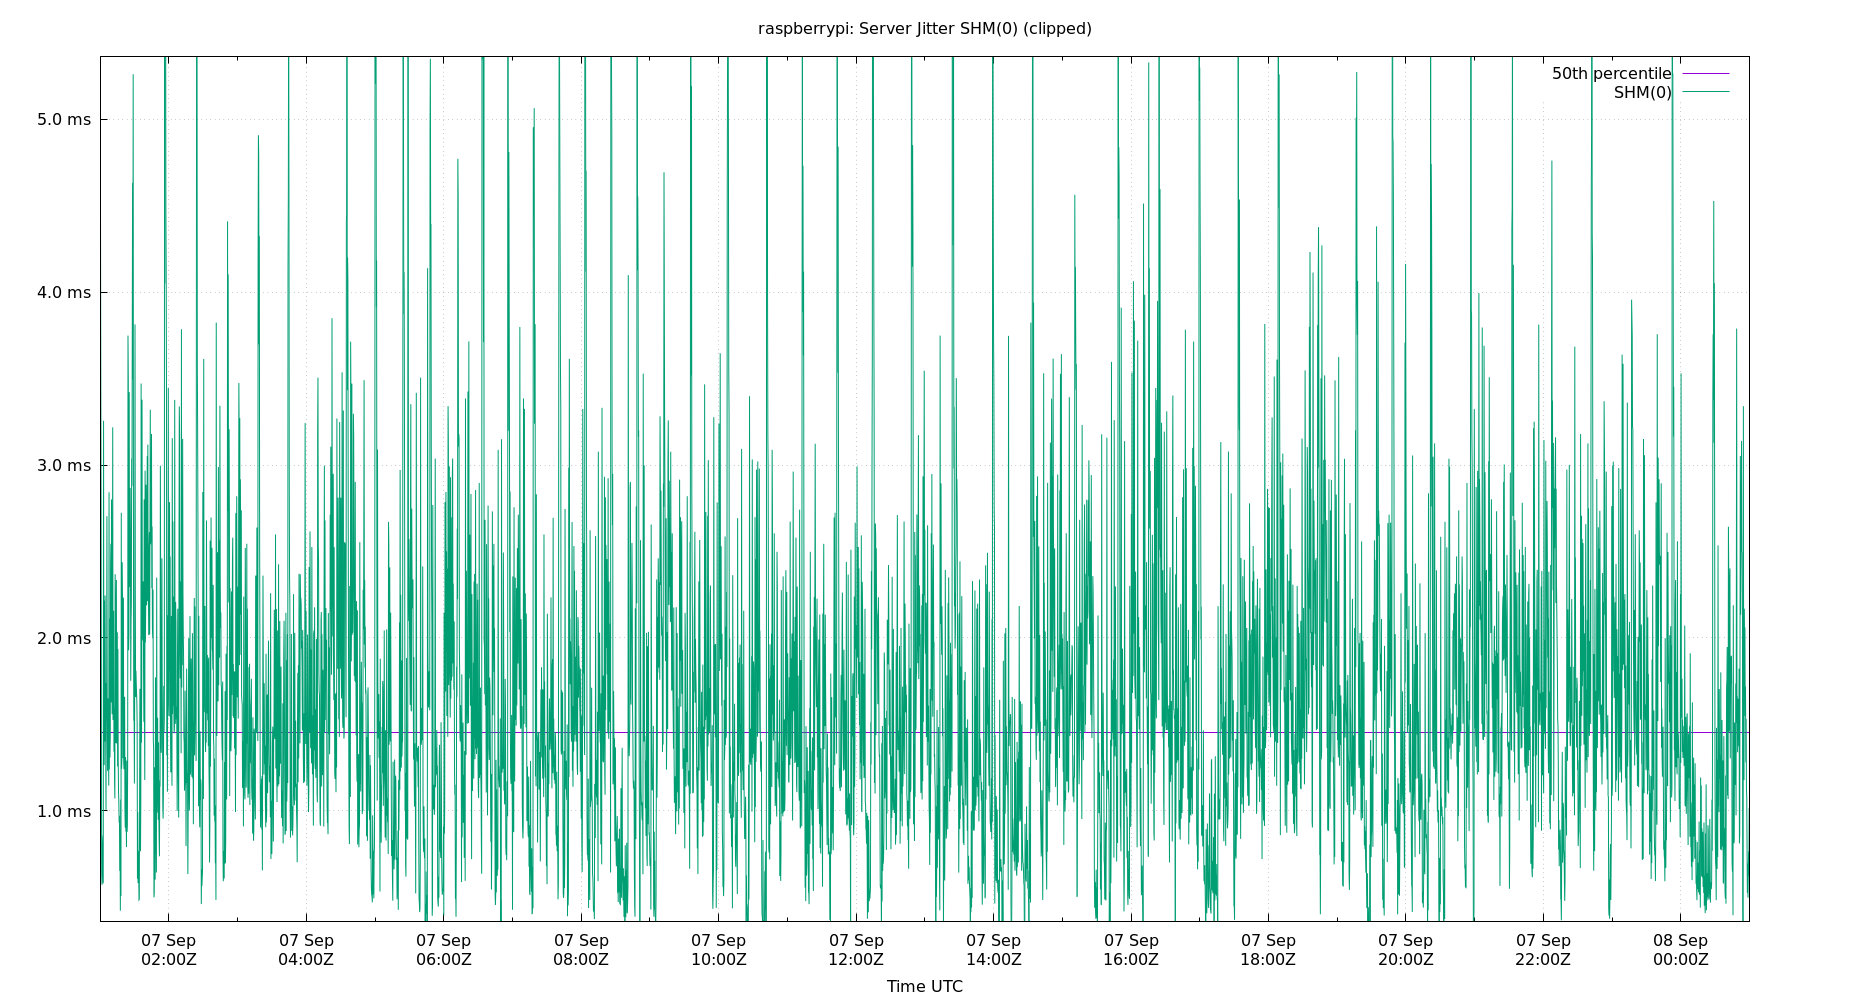 raspberrypi: Server Jitter SHM(0) (clipped)
50th percentile
SHM(0)
5.0 ms
4.0 ms
3.0 ms
2.0 ms
1.0 ms
07 Sep 07 Sep 07 Sep 07 Sep 07 Sep 07 Sep 07 Sep 07 Sep 07 Sep 07 Sep 07 Sep 08 Sep
02:00Z 04:00Z 06:00Z 08:00Z 10:00Z 12:00Z 14:00Z 16:00Z 18:00Z 20:00Z 22:00Z 00:00Z
Time UTC